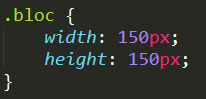 .bloc {
    width: 150px;
    height: 150px;
}